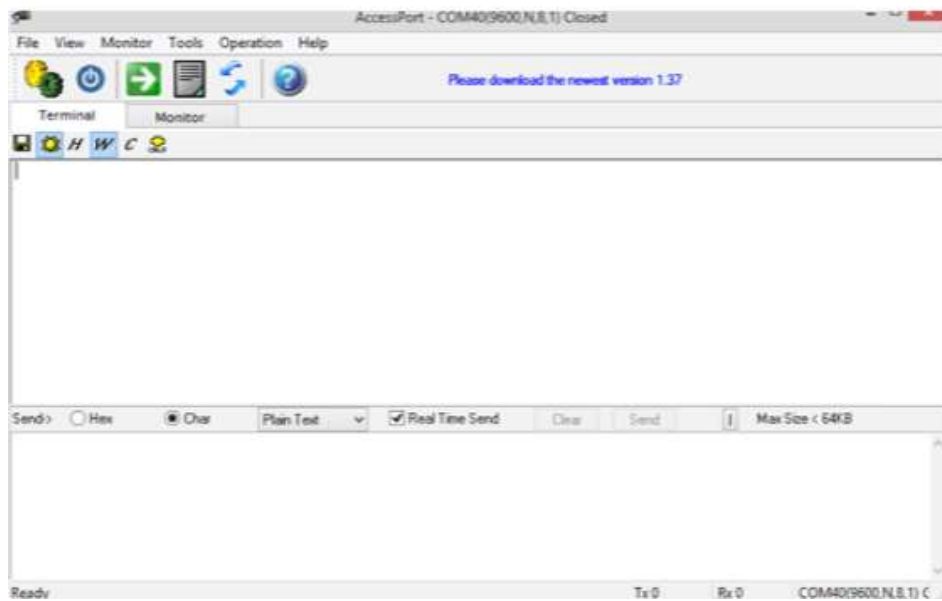 AccessPort - COM40(9600,N,8,1) Closed
File View Monitor Tools Operation Help
Please download the newest version 1.37
Terminal Monitor
H W C
Send> Hex Char Plain Text Real Time Send Clear Send Max Size < 64KB
Ready Tx 0 Rx 0 COM40(9600,N,8,1) C